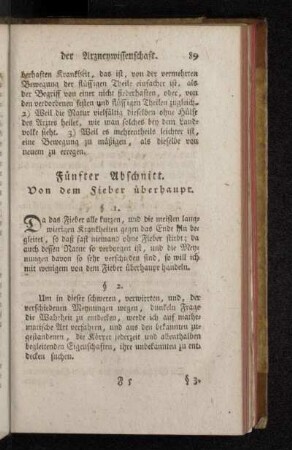 der Arzneywissenschaft. 89
berhaften Krankheit, das ist, von der vermehrten
Bewegung der flüssigen Theile einfacher ist, als
der Begriff von einer nicht fieberhaften, oder, von
den verdorbenen festen und flüssigen Theilen zugleich.
2) Weil die Natur vielfältig dieselben ohne Hülfe
des Arztes heilet, wie man solches bey dem Lands
volke sieht. 3) Weil es mehrentheils leichter ist,
eine Bewegung zu mäßigen, als dieselbe von
neuem zu erregen.
Fünfter Abschnitt.
Von dem Fieber überhaupt.
§ 1.
Da das Fieber alle kurzen, und die meisten lang
wierigen Krankheiten gegen das Ende zu be
gleitet, so daß fast niemand ohne Fieber stirbt; da
auch dessen Natur so verborgen ist, und die Mey
nungen davon so sehr verschieden sind, so will ich
mit wenigem von dem Fieber überhaupt handeln.
§ 2.
Um in dieser schweren, verwirrten, und, der
verschiedenen Meynungen wegen, dunkeln Frage
die Wahrheit zu entdecken, werde ich auf mathe
matische Art verfahren, und aus den bekannten zu
gestandenen, die Körper jederzeit und allenthalben
begleitenden Eigenschaften, ihre unbekannten zu ent
decken suchen.
F 5 § 3.